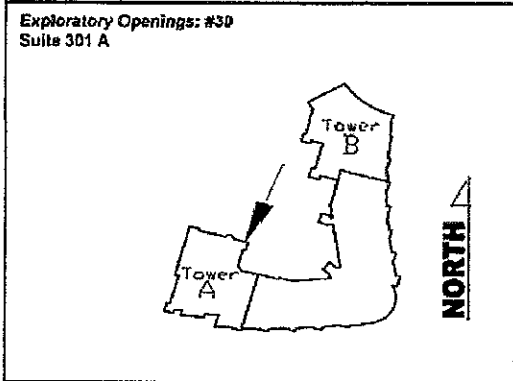 Exploratory Openings: #30
Suite 301 A
Tower
B
Tower
A
NORTH